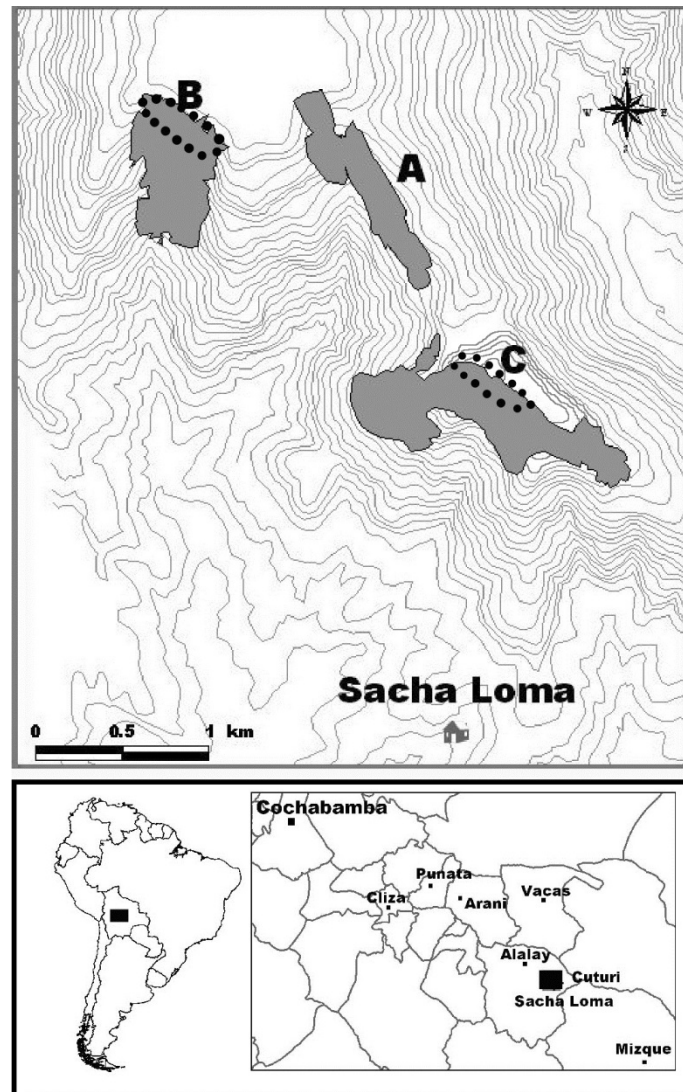 B
A
N
W E
S
C
Sacha Loma
0 0.5 1 km
Cochabamba
Punata
Cliza
Arani
Vacas
Alalay
Cuturi
Sacha Loma
Mizque